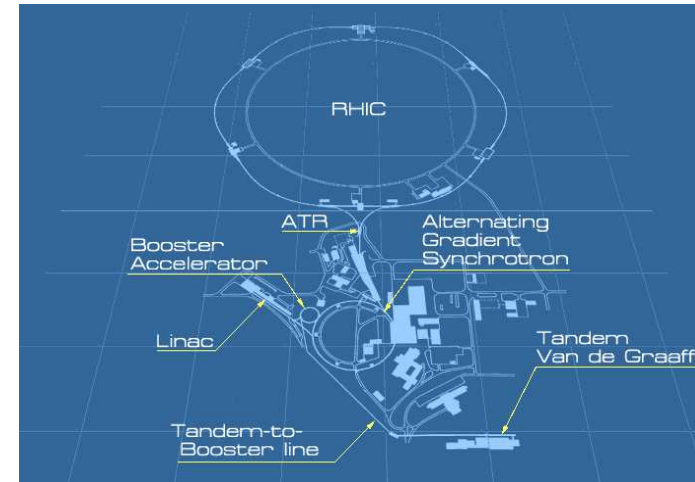 RHIC
ATR
Alternating
Gradient
Synchrotron
Booster
Accelerator
Linac
Tandem
Van de Graaff
Tandem-to-
Booster line